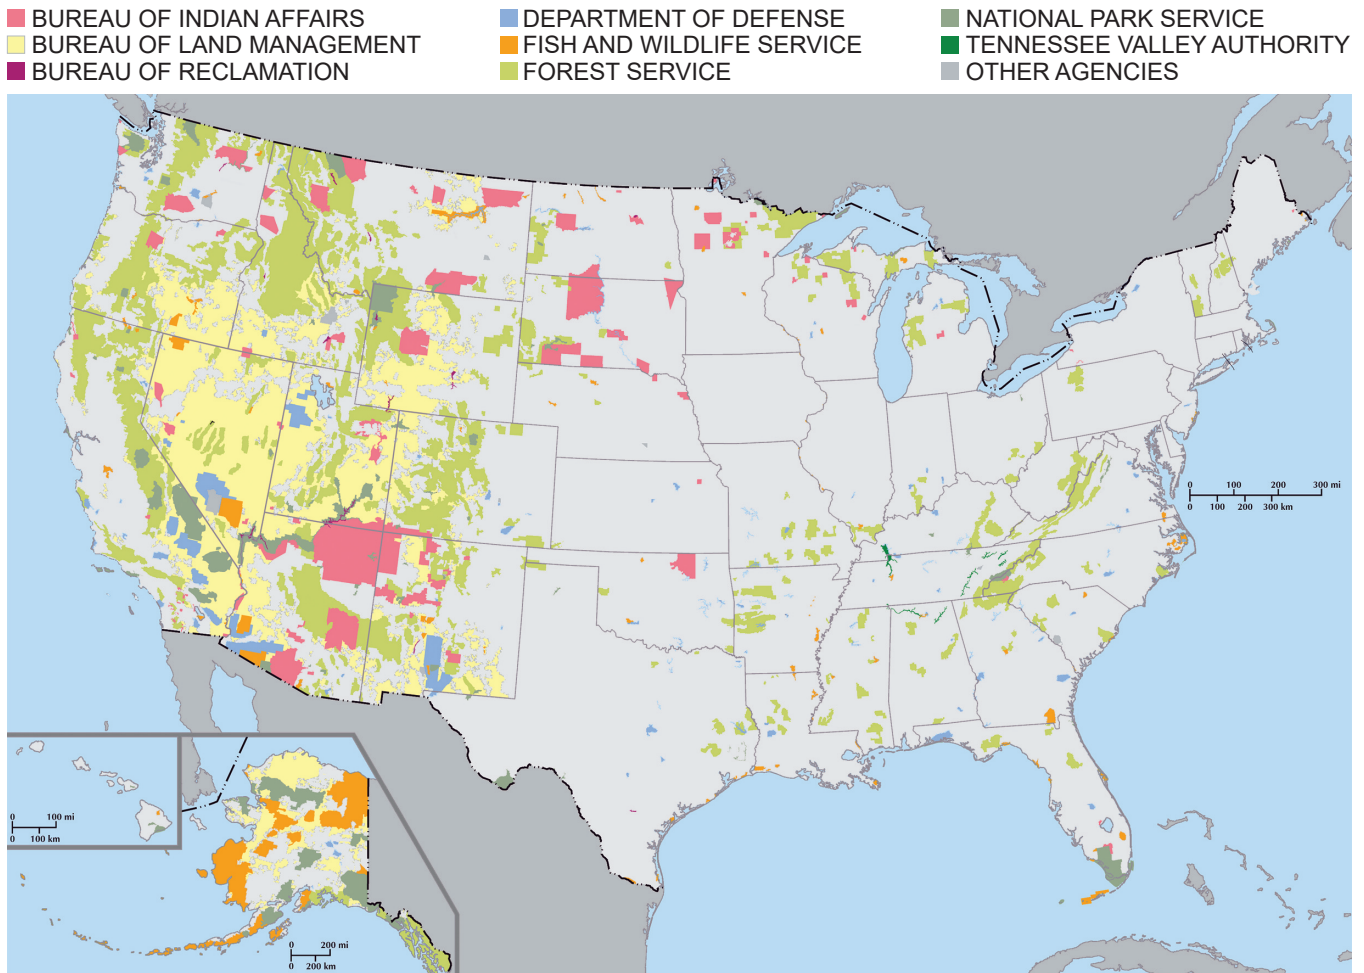 BUREAU OF INDIAN AFFAIRS
BUREAU OF LAND MANAGEMENT
BUREAU OF RECLAMATION
DEPARTMENT OF DEFENSE
FISH AND WILDLIFE SERVICE
FOREST SERVICE
NATIONAL PARK SERVICE
TENNESSEE VALLEY AUTHORITY
OTHER AGENCIES
0 100 200 300 mi
0 100 200 300 km
0 100 mi
0 100 km
0 200 mi
0 200 km